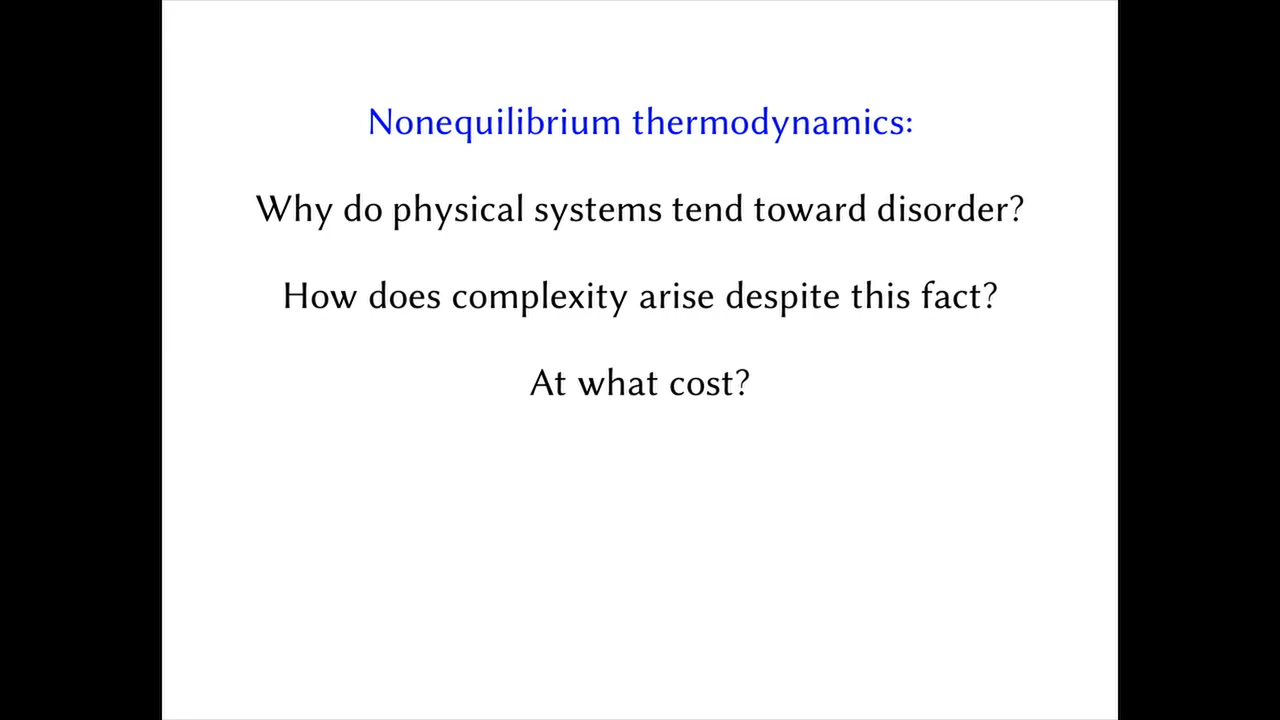 Nonequilibrium thermodynamics:
Why do physical systems tend toward disorder?
How does complexity arise despite this fact?
At what cost?